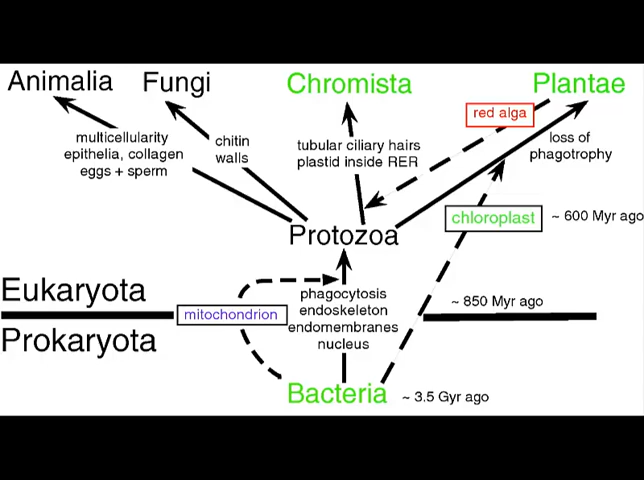 Animalia
Fungi
Chromista
Plantae
red alga
multicellularity
epithelia, collagen
eggs + sperm
chitin
walls
tubular ciliary hairs
plastid inside RER
loss of
phagotrophy
chloroplast
~ 600 Myr ago
Protozoa
Eukaryota
Prokaryota
mitochondrion
phagocytosis
endoskeleton
endomembranes
nucleus
~ 850 Myr ago
Bacteria
~ 3.5 Gyr ago